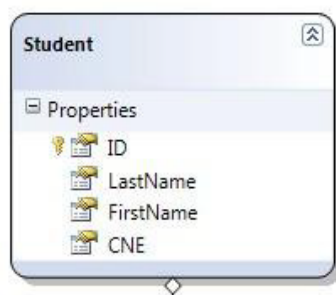 Student
Properties
ID
LastName
FirstName
CNE